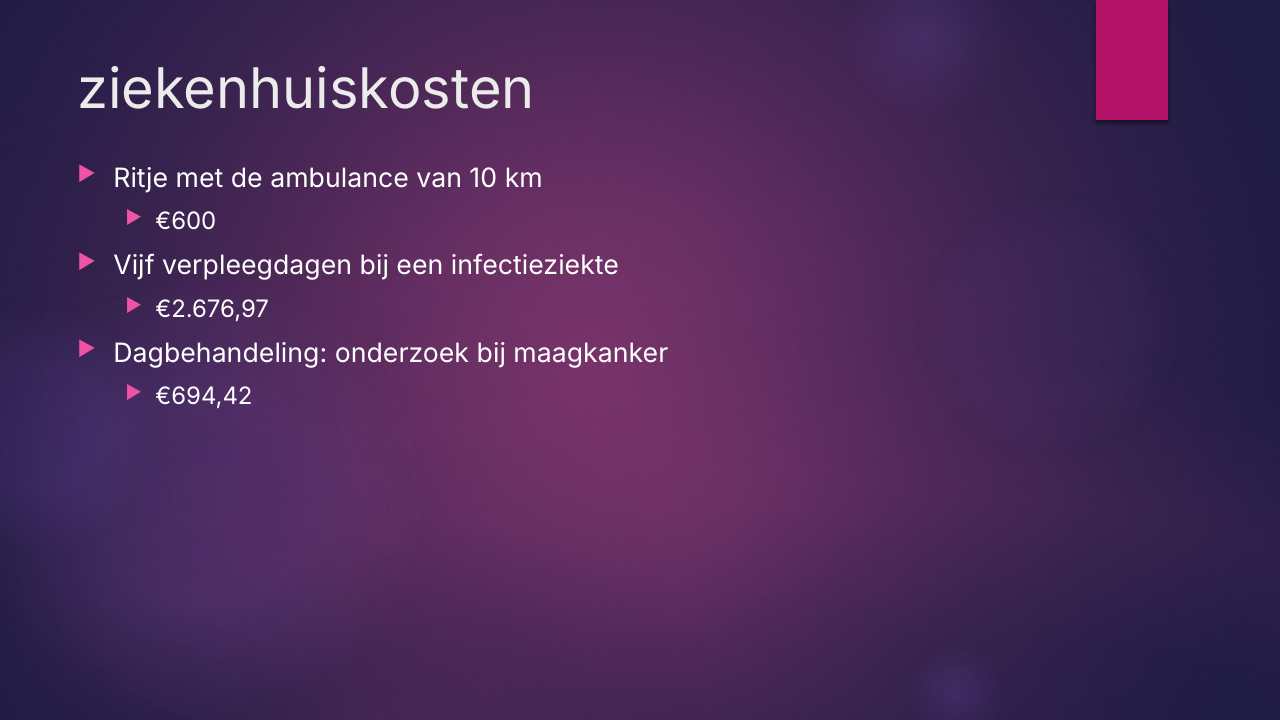 ziekenhuiskosten
Ritje met de ambulance van 10 km
€600
Vijf verpleegdagen bij een infectieziekte
€2.676,97
Dagbehandeling: onderzoek bij maagkanker
€694,42